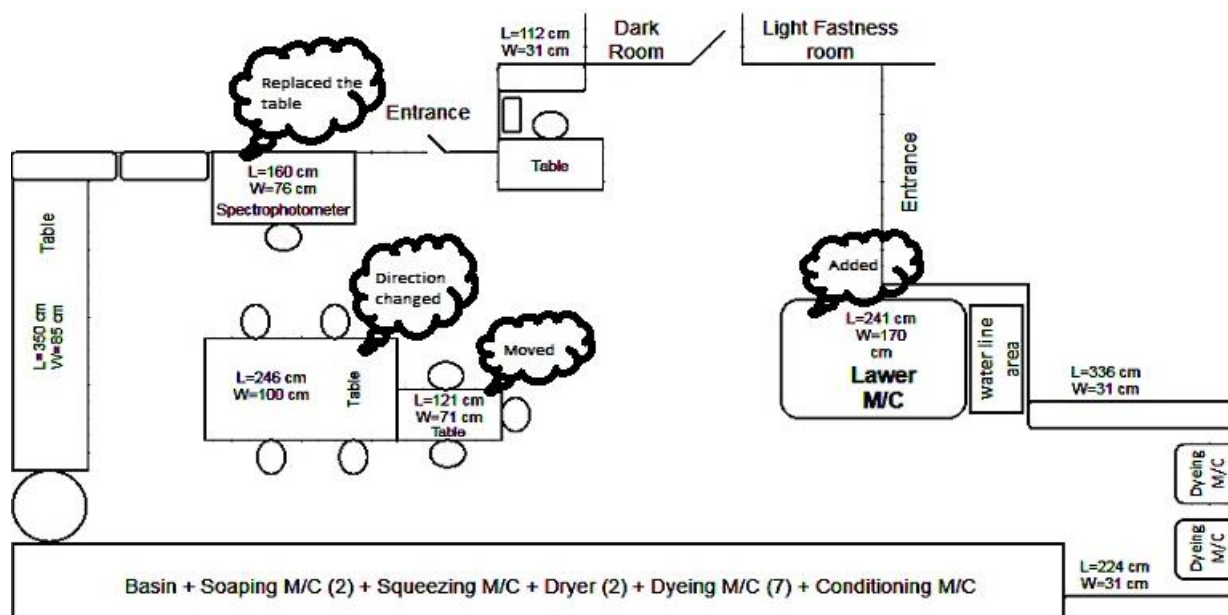 L=112 cm
W=31 cm
Dark
Room
Light Fastness
room
Replaced the
table
Entrance
L=160 cm
W=76 cm
Spectrophotometer
Table
Entrance
Table
L=350 cm
W=85 cm
Direction
changed
Added
Moved
L=241 cm
W=170
cm
Lawer
M/C
water line
area
L=246 cm
W=100 cm
Table
L=121 cm
W=71 cm
Table
L=336 cm
W=31 cm
Dyeing
M/C
Dyeing
M/C
Basin + Soaping M/C (2) + Squeezing M/C + Dryer (2) + Dyeing M/C (7) + Conditioning M/C
L=224 cm
W=31 cm